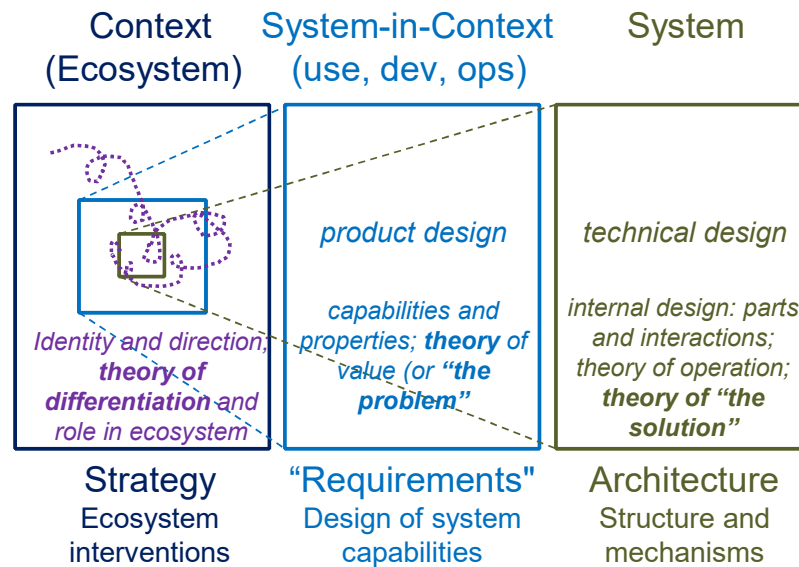 Context
(Ecosystem)
System-in-Context
(use, dev, ops)
System
Identity and direction;
theory of
differentiation and
role in ecosystem
product design
capabilities and
properties; theory of
value (or “the
problem”
technical design
internal design: parts
and interactions;
theory of operation;
theory of “the
solution”
Strategy
Ecosystem
interventions
“Requirements"
Design of system
capabilities
Architecture
Structure and
mechanisms